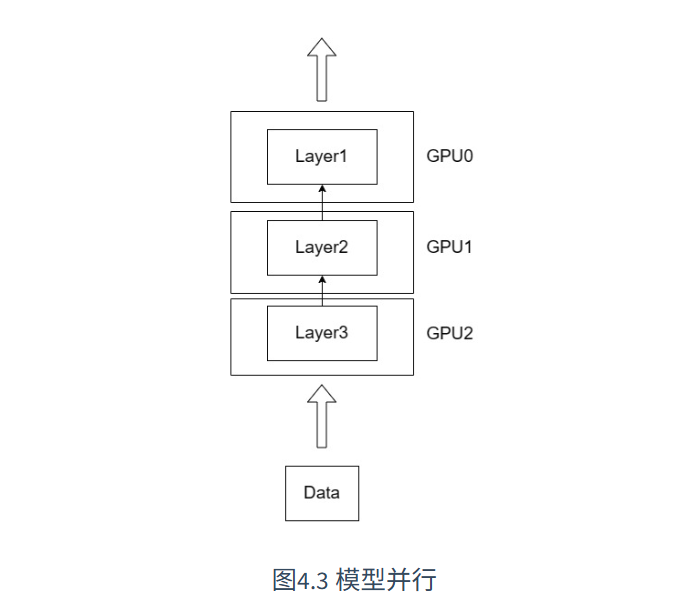 Layer1 GPU0
Layer2 GPU1
Layer3 GPU2
Data
图4.3 模型并行